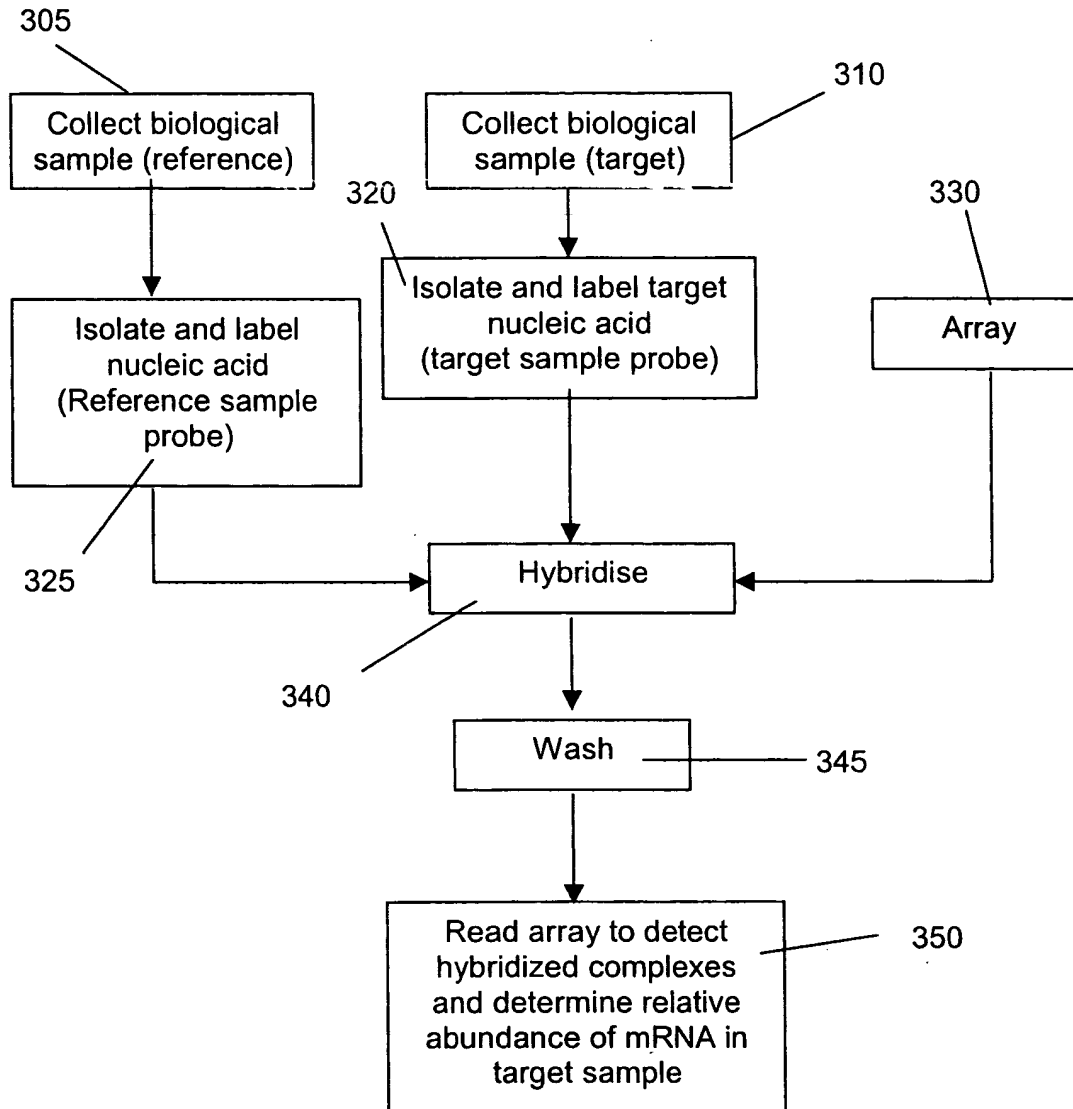 305
310
Collect biological
sample (reference)
Collect biological
sample (target)
320
330
Isolate and label target
nucleic acid
(target sample probe)
Array
Isolate and label
nucleic acid
(Reference sample
probe)
325
Hybridise
340
Wash
345
Read array to detect
hybridized complexes
and determine relative
abundance of mRNA in
target sample
350